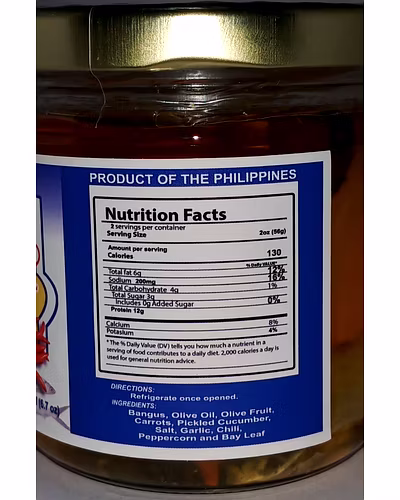 PRODUCT OF THE PHILIPPINES
Nutrition Facts
2 servings per container
Serving Size 2oz (56g)
Amount per serving
Calories 130
% Daily VALUE*
Total fat 6g 12%
Sodium 200mg
Total Carbohydrate 4g 1%
Total Sugar 3g
Includes 0g Added Sugar 0%
Protein 12g
Calcium 8%
Potasium 4%
*The % Daily Value (DV) tells you how much a nutrient in a
serving of food contributes to a daily diet. 2,000 calories a day is
used for general nutrition advice.
DIRECTIONS:
Refrigerate once opened.
INGREDIENTS:
Bangus, Olive Oil, Olive Fruit,
Carrots, Pickled Cucumber,
Salt, Garlic, Chili,
Peppercorn and Bay Leaf